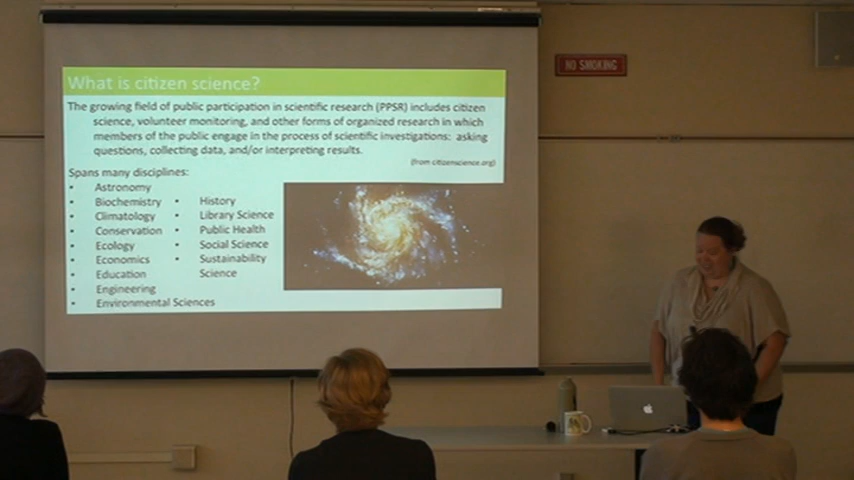 What is citizen science?
The growing field of public participation in scientific research (PPSR) includes citizen
science, volunteer monitoring, and other forms of organized research in which
members of the public engage in the process of scientific investigations: asking
questions, collecting data, and/or interpreting results.
(from citizenscience.org)
Spans many disciplines:
• Astronomy
• Biochemistry
• Climatology
• Conservation
• Ecology
• Economics
• Education
• Engineering
• Environmental Sciences
• History
• Library Science
• Public Health
• Social Science
• Sustainability
Science
NO SMOKING